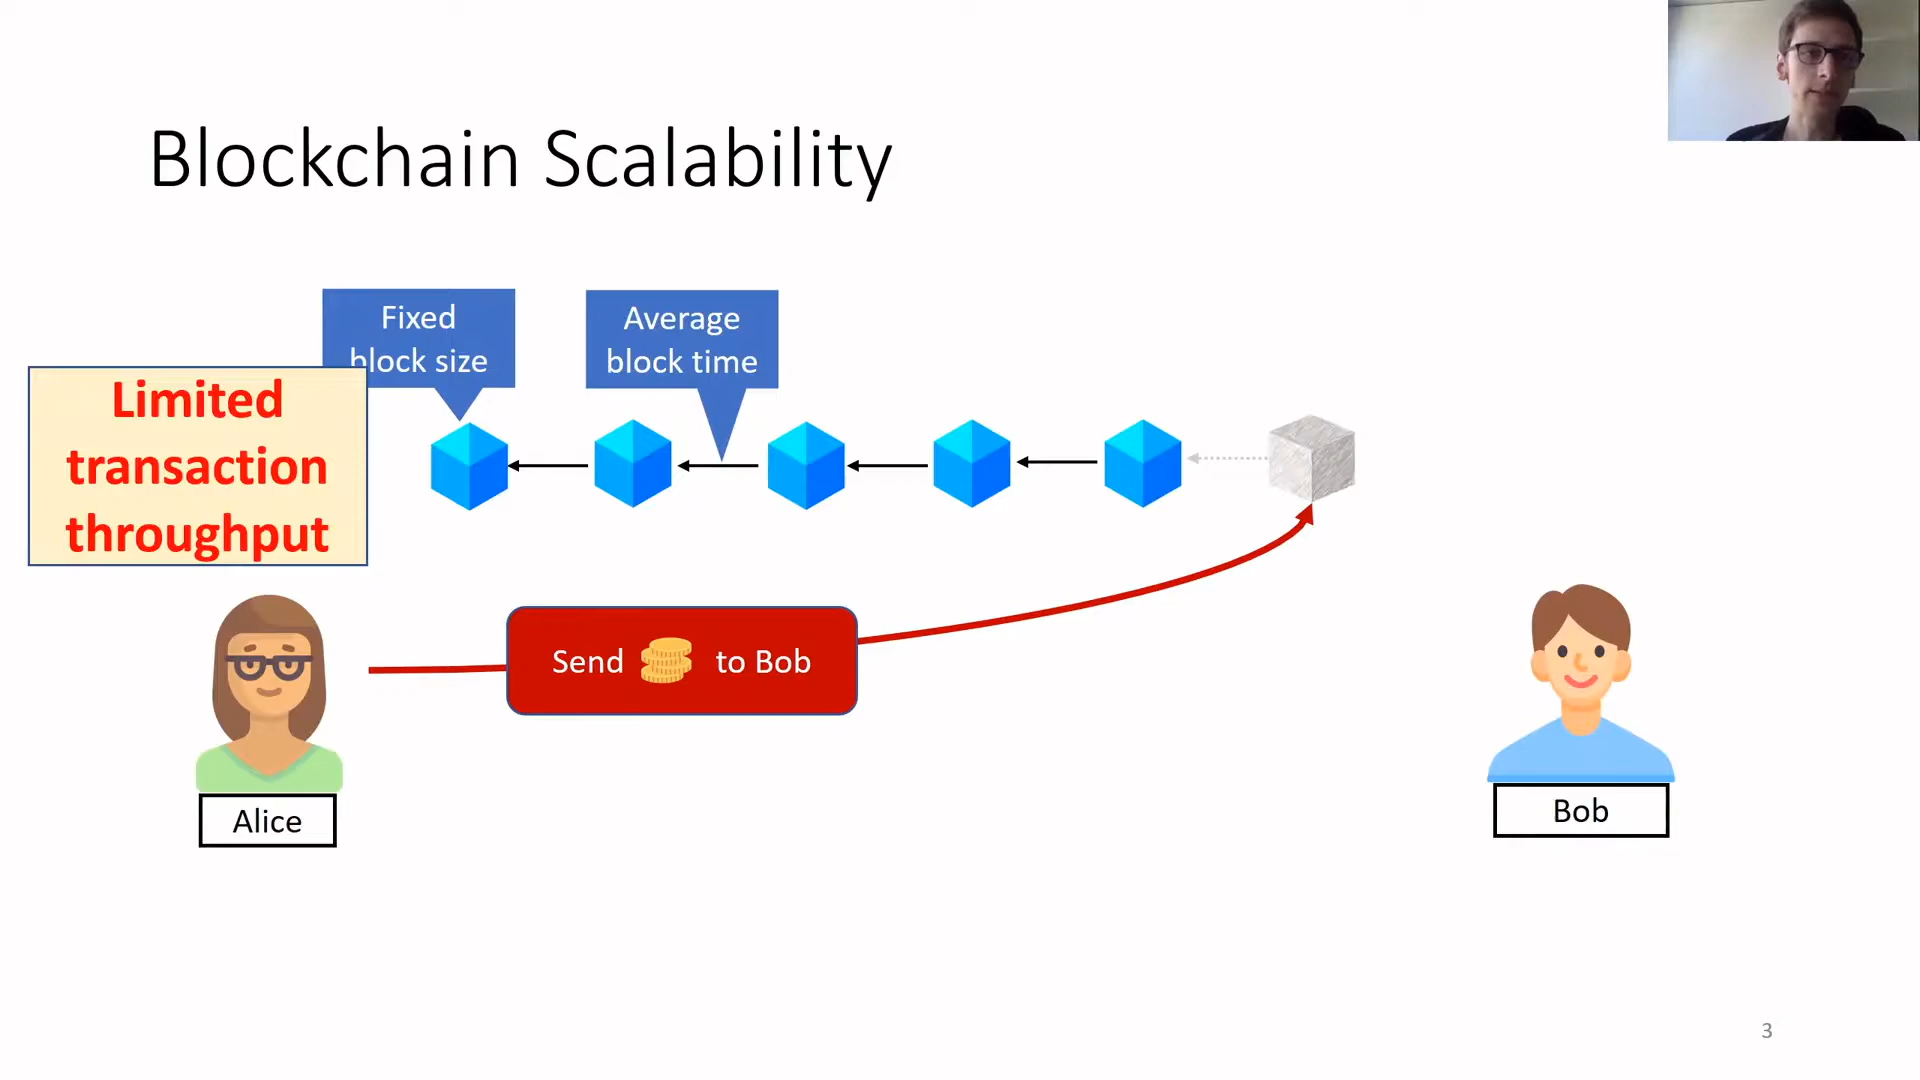 Blockchain Scalability
Fixed
block size
Average
block time
Limited
transaction
throughput
Send to Bob
Alice
Bob
3